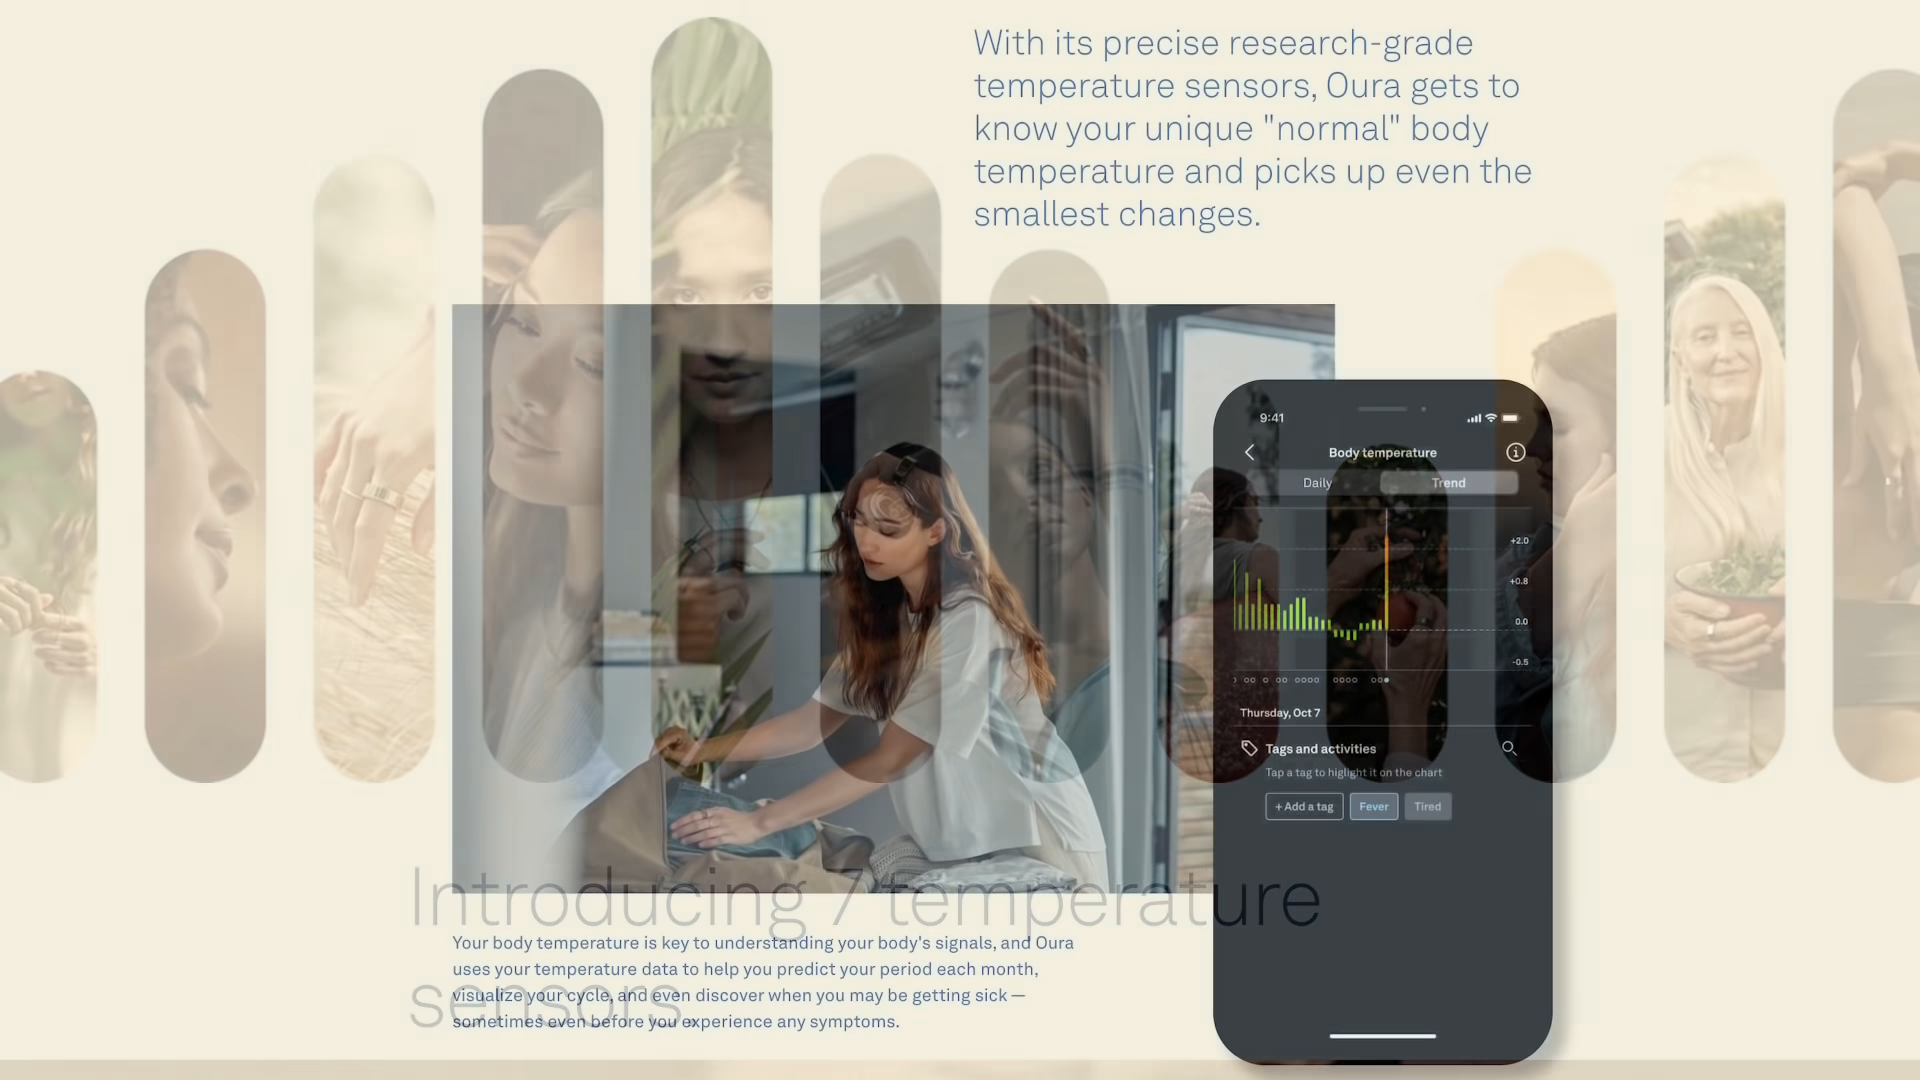 With its precise research-grade
temperature sensors, Oura gets to
know your unique "normal" body
temperature and picks up even the
smallest changes.
9:41
Body temperature
Daily Trend
+2.0
+0.8
0.0
-0.5
Thursday, Oct 7
Tags and activities
Tap a tag to higlight it on the chart
+ Add a tag Fever Tired
Introducing 7 temperature
sensors.
Your body temperature is key to understanding your body's signals, and Oura
uses your temperature data to help you predict your period each month,
visualize your cycle, and even discover when you may be getting sick —
sometimes even before you experience any symptoms.